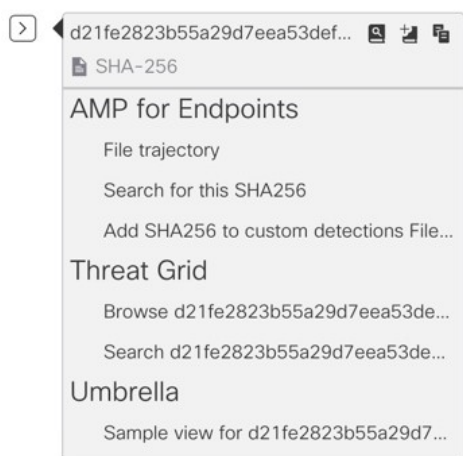 d21fe2823b55a29d7eea53def...
SHA-256
AMP for Endpoints
File trajectory
Search for this SHA256
Add SHA256 to custom detections File...
Threat Grid
Browse d21fe2823b55a29d7eea53de...
Search d21fe2823b55a29d7eea53de...
Umbrella
Sample view for d21fe2823b55a29d7...